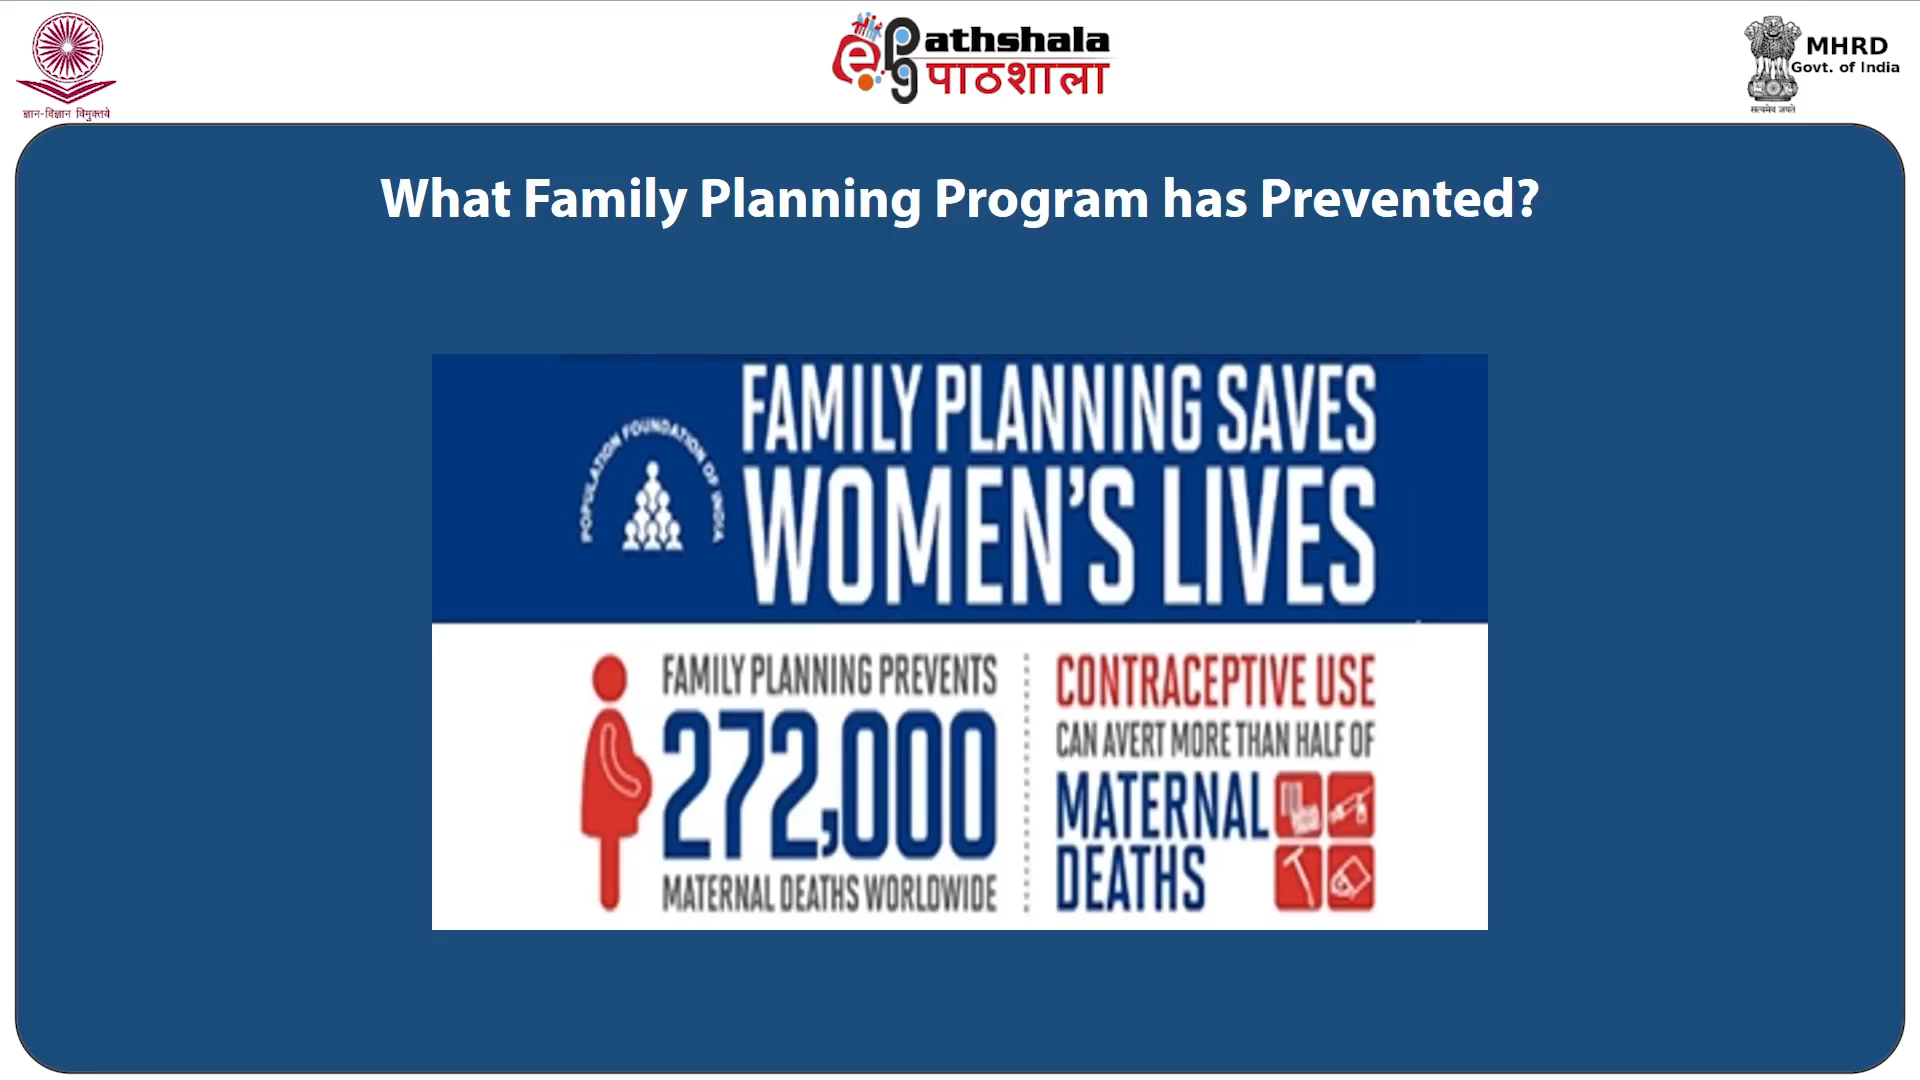 ज्ञान-विज्ञान विमुक्तये
e Pg Pathshala
पाठशाला
सत्यमेव जयते
MHRD
Govt. of India
What Family Planning Program has Prevented?
POPULATION FOUNDATION OF INDIA
FAMILY PLANNING SAVES
WOMEN'S LIVES
FAMILY PLANNING PREVENTS
272,000
MATERNAL DEATHS WORLDWIDE
CONTRACEPTIVE USE
CAN AVERT MORE THAN HALF OF
MATERNAL
DEATHS